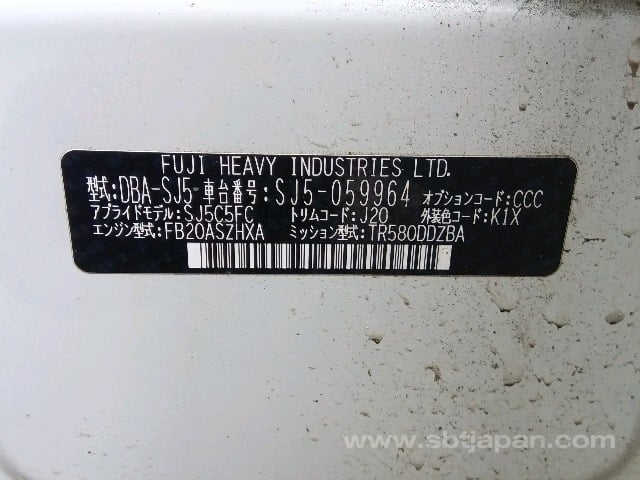 FUJI HEAVY INDUSTRIES LTD.
型式:DBA-SJ5 車台番号:SJ5-059964 オプションコード:CCC
アプライドモデル:SJ5C5FC トリムコード:J20 外装色コード:K1X
エンジン型式:FB20ASZHXA ミッション型式:TR580DDZBA
www.sbtjapan.com